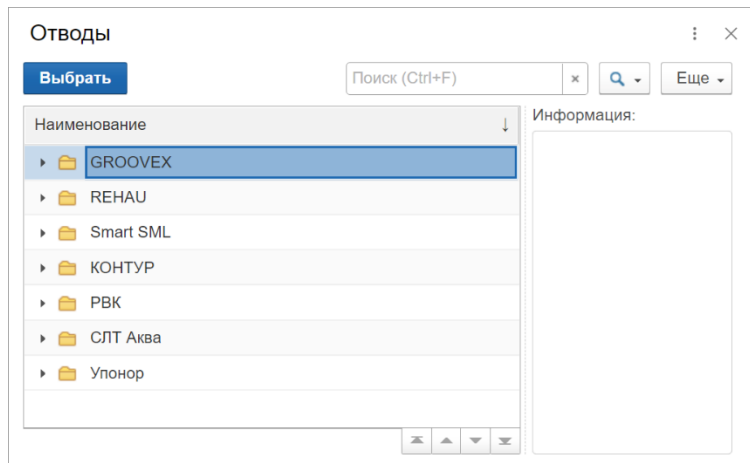 Отводы
Выбрать
Поиск (Ctrl+F)
×
Еще
Наименование ↓
Информация:
GROOVEX
REHAU
Smart SML
КОНТУР
РВК
СЛТ Аква
Упонор